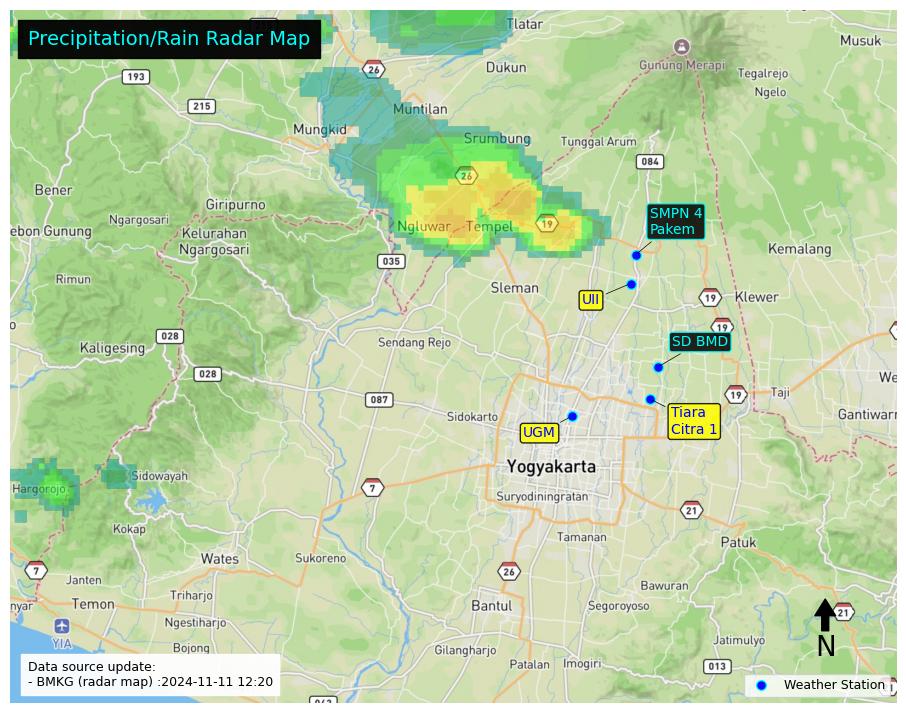 Precipitation/Rain Radar Map
Tlatar
Musuk
26
Dukun
Gunung Merapi
193
Tegalrejo
Ngelo
215
Muntilan
Mungkid
Srumbung
Tunggal Arum
084
26
Bener
Giripurno
Ngargosari
ebon Gunung
Kelurahan
Ngargosari
Ngluwar
Tempel
19
SMPN 4
Pakem
Kemalang
035
Rimun
Sleman
UII
19
Klewer
19
028
Kaligesing
Sendang Rejo
SD BMD
028
We
087
19
Taji
Sidokarto
Tiara
Citra 1
Gantiwarn
UGM
Yogyakarta
Sidowayah
Hargorojo
7
Suryodiningratan
21
Kokap
Tamanan
Patuk
Wates
Sukoreno
7
26
Janten
Bawuran
Triharjo
nyar
Temon
Bantul
Segoroyoso
21
Ngestiharjo
YIA
N
Bojong
Gilangharjo
Jatimulyo
Patalan
Imogiri
013
Data source update:
- BMKG (radar map) :2024-11-11 12:20
Weather Station